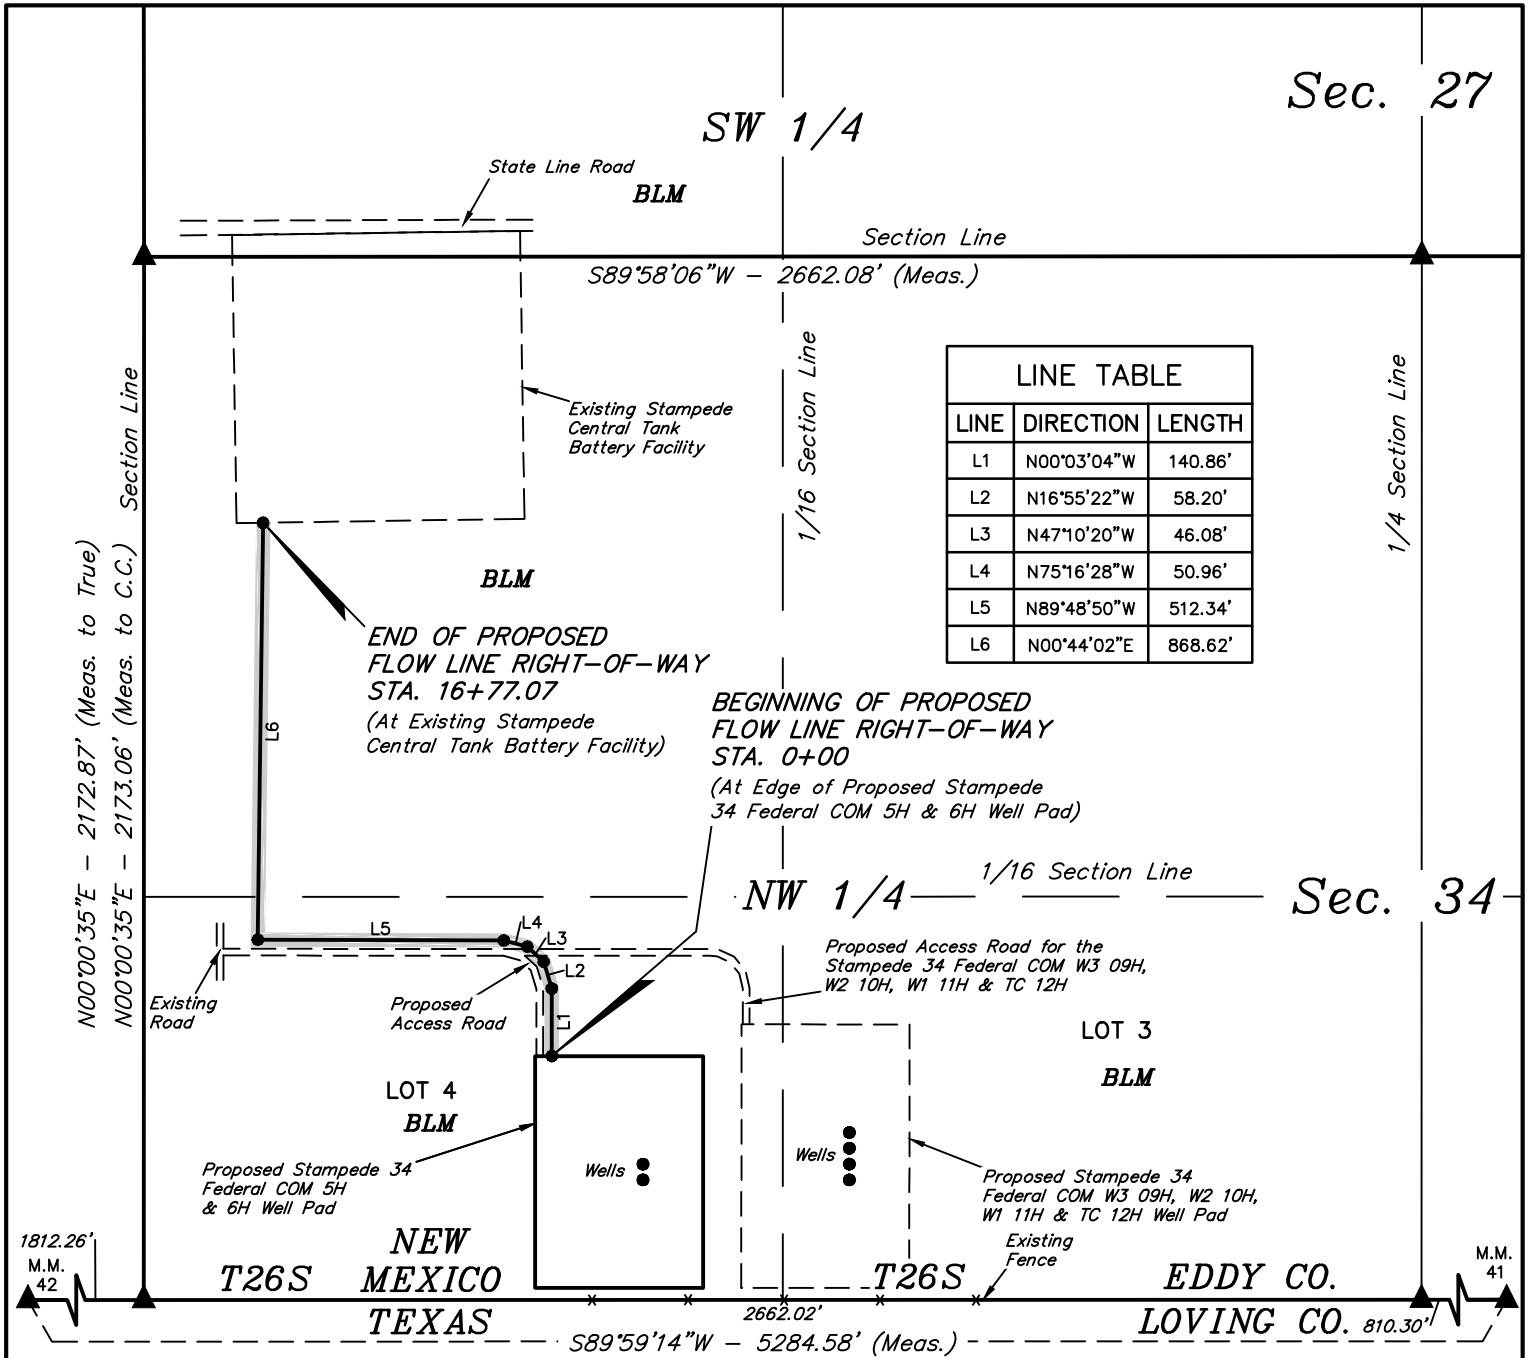 Sec. 27
SW 1/4
State Line Road
BLM
Section Line
S89°58'06"W - 2662.08' (Meas.)
1/16 Section Line
1/4 Section Line
Section Line
N00°00'35"E - 2172.87' (Meas. to True)
N00°00'35"E - 2173.06' (Meas. to C.C.)
Existing Stampede
Central Tank
Battery Facility
LINE TABLE
LINE DIRECTION LENGTH
L1 N00°03'04"W 140.86'
L2 N16°55'22"W 58.20'
L3 N47°10'20"W 46.08'
L4 N75°16'28"W 50.96'
L5 N89°48'50"W 512.34'
L6 N00°44'02"E 868.62'
BLM
END OF PROPOSED
FLOW LINE RIGHT-OF-WAY
STA. 16+77.07
(At Existing Stampede
Central Tank Battery Facility)
BEGINNING OF PROPOSED
FLOW LINE RIGHT-OF-WAY
STA. 0+00
(At Edge of Proposed Stampede
34 Federal COM 5H & 6H Well Pad)
L6
1/16 Section Line
NW 1/4
Sec. 34
L5
L4
L3
L2
L1
Existing
Road
Proposed
Access Road
Proposed Access Road for the
Stampede 34 Federal COM W3 09H,
W2 10H, W1 11H & TC 12H
LOT 3
BLM
LOT 4
BLM
Proposed Stampede 34
Federal COM 5H
& 6H Well Pad
Wells
Wells
Proposed Stampede 34
Federal COM W3 09H, W2 10H,
W1 11H & TC 12H Well Pad
Existing
Fence
1812.26'
M.M.
42
T26S
NEW
MEXICO
TEXAS
T26S
EDDY CO.
LOVING CO.
2662.02'
810.30'
M.M.
41
S89°59'14"W - 5284.58' (Meas.)